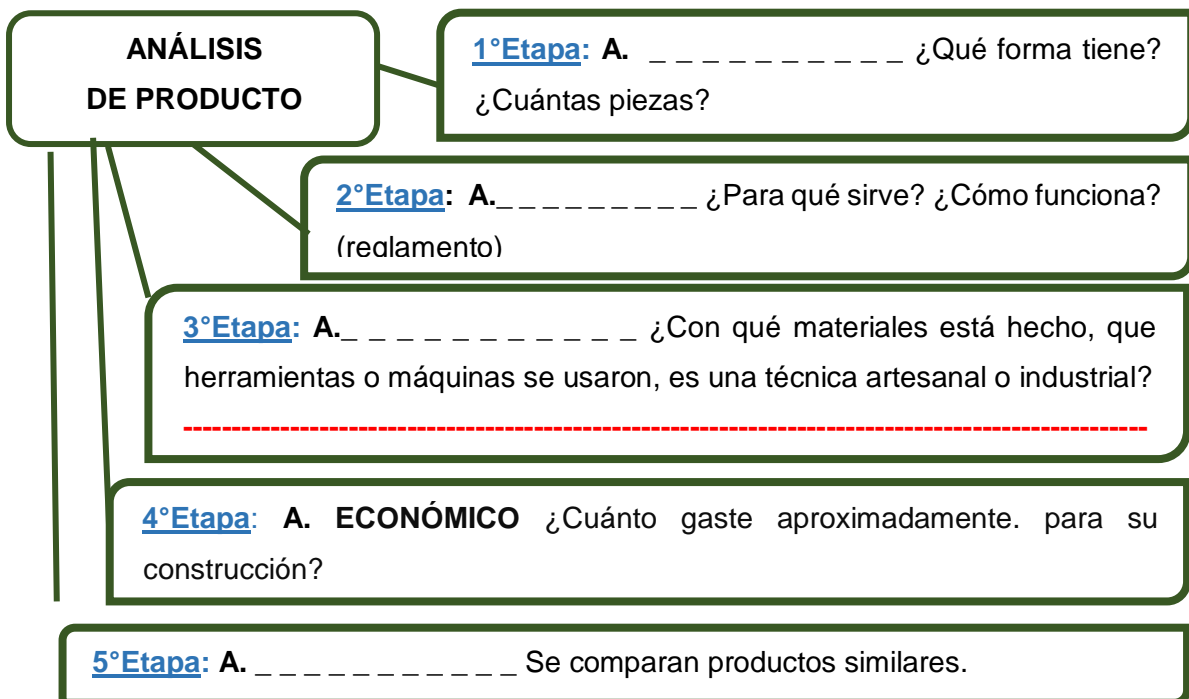 ANÁLISIS
DE PRODUCTO
1°Etapa: A. _ _ _ _ _ _ _ _ _ _ ¿Qué forma tiene?
¿Cuántas piezas?
2°Etapa: A._ _ _ _ _ _ _ _ _ ¿Para qué sirve? ¿Cómo funciona?
(reglamento)
3°Etapa: A._ _ _ _ _ _ _ _ _ _ _ ¿Con qué materiales está hecho, que
herramientas o máquinas se usaron, es una técnica artesanal o industrial?
4°Etapa: A. ECONÓMICO ¿Cuánto gaste aproximadamente. para su
construcción?
5°Etapa: A. _ _ _ _ _ _ _ _ _ _ _ Se comparan productos similares.